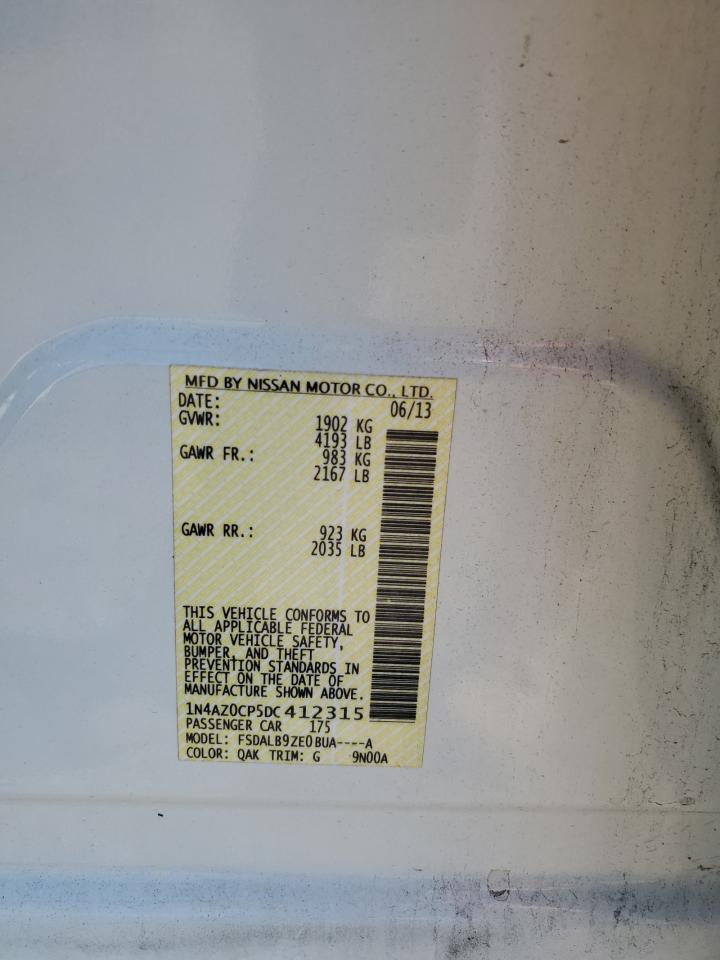 MFD BY NISSAN MOTOR CO., LTD.
DATE: 06/13
GVWR: 1902 KG
4193 LB
GAWR FR.: 983 KG
2167 LB
GAWR RR.: 923 KG
2035 LB
THIS VEHICLE CONFORMS TO
ALL APPLICABLE FEDERAL
MOTOR VEHICLE SAFETY,
BUMPER, AND THEFT
PREVENTION STANDARDS IN
EFFECT ON THE DATE OF
MANUFACTURE SHOWN ABOVE.
1N4AZ0CP5DC412315
PASSENGER CAR 175
MODEL: FSDALB9ZE0BUA----A
COLOR: QAK TRIM: G 9N00A